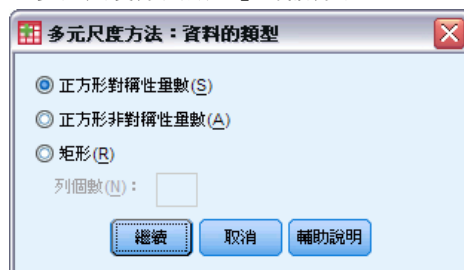 多元尺度方法：資料的類型
正方形對稱性量數(S)
正方形非對稱性量數(A)
矩形(R)
列個數(N)：
繼續 取消 輔助說明